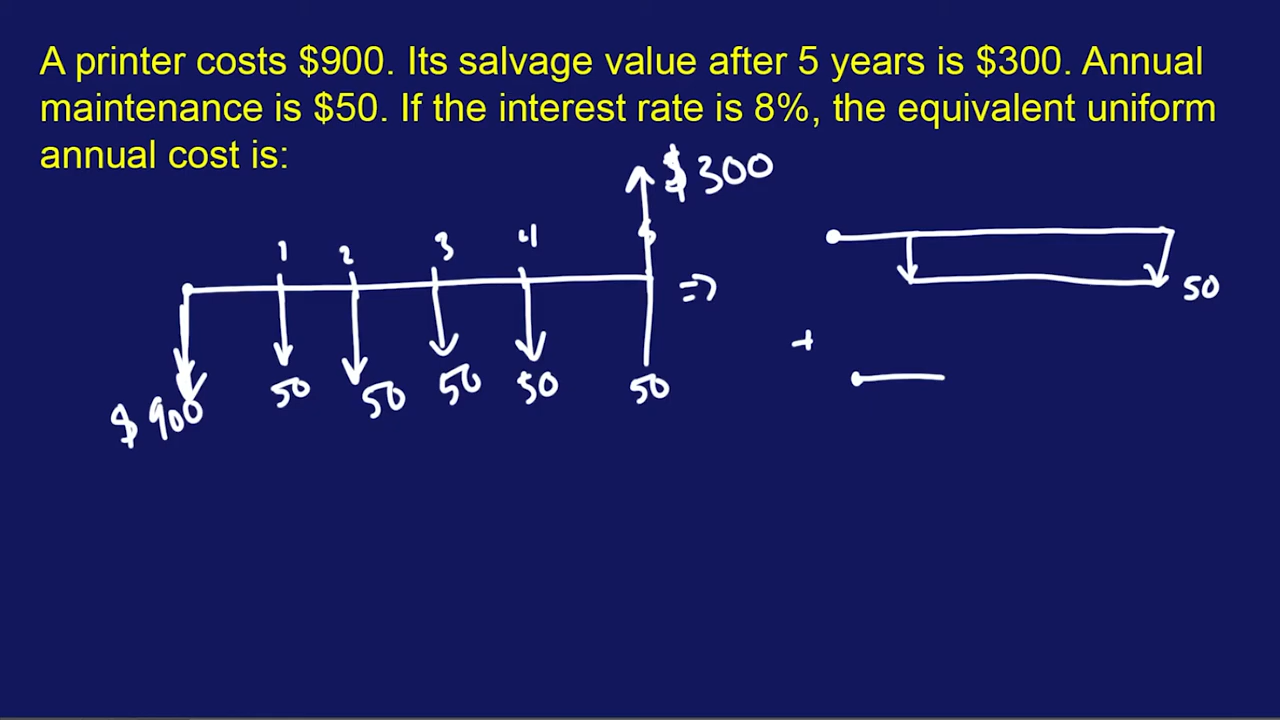 A printer costs $900. Its salvage value after 5 years is $300. Annual
maintenance is $50. If the interest rate is 8%, the equivalent uniform
annual cost is:
$300
1 2 3 4 5
=>
50
+
$900 50 50 50 50 50